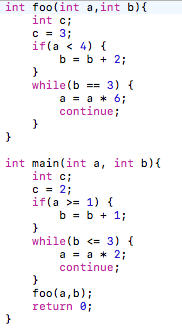 int foo(int a,int b){
    int c;
    c = 3;
    if(a < 4) {
        b = b + 2;
    }
    while(b == 3) {
        a = a * 6;
        continue;
    }
}

int main(int a, int b){
    int c;
    c = 2;
    if(a >= 1) {
        b = b + 1;
    }
    while(b <= 3) {
        a = a * 2;
        continue;
    }
    foo(a,b);
    return 0;
}